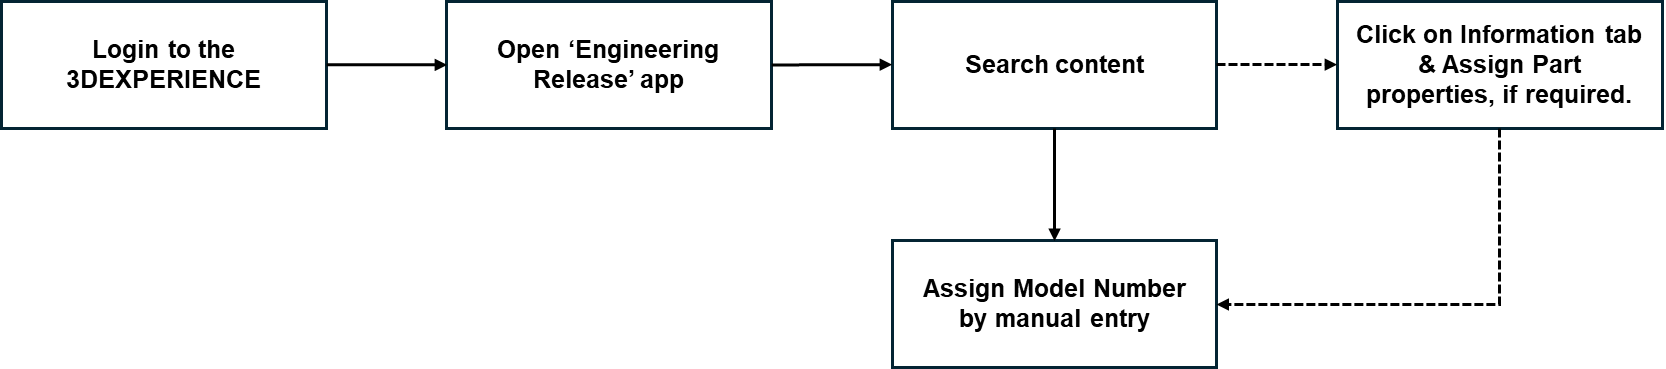 Login to the
3DEXPERIENCE
Open ‘Engineering
Release’ app
Search content
Click on Information tab
& Assign Part
properties, if required.
Assign Model Number
by manual entry